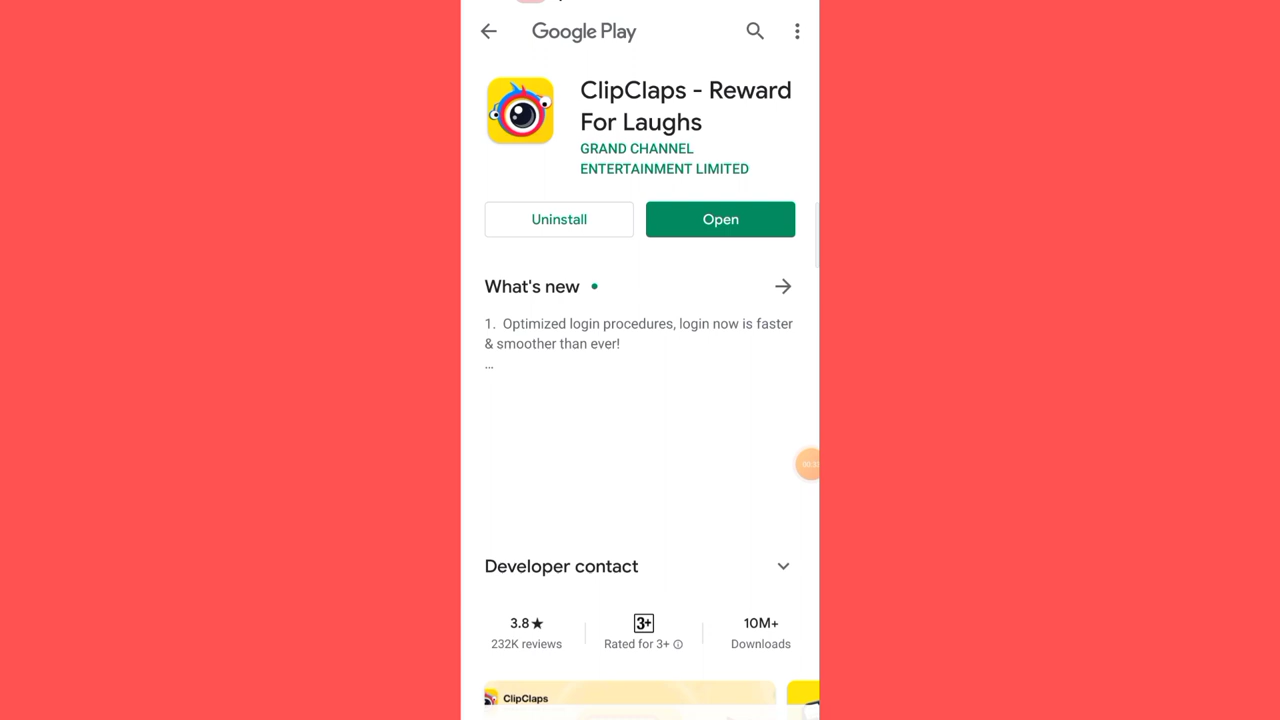 Google Play
ClipClaps - Reward
For Laughs
GRAND CHANNEL
ENTERTAINMENT LIMITED
Uninstall
Open
What's new
1. Optimized login procedures, login now is faster
& smoother than ever!
...
Developer contact
3.8★
232K reviews
3+
Rated for 3+
10M+
Downloads
ClipClaps